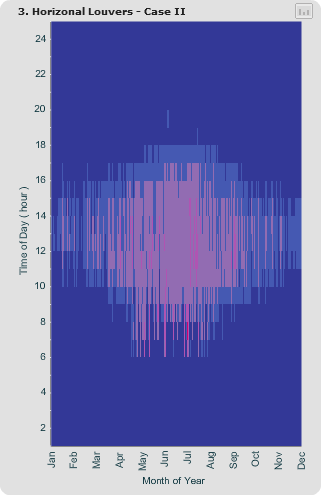 3. Horizonal Louvers - Case II
24
22
20
18
16
14
12
10
8
6
4
2
Time of Day ( hour )
Jan
Feb
Mar
Apr
May
Jun
Jul
Aug
Sep
Oct
Nov
Dec
Month of Year